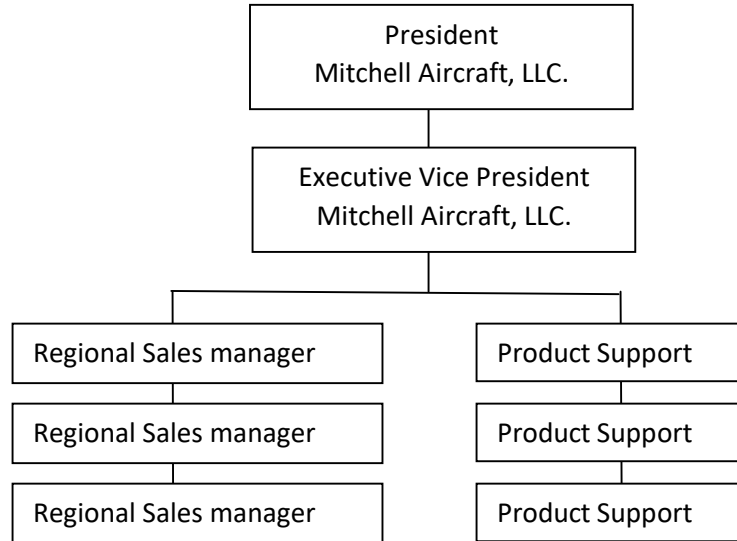 President
Mitchell Aircraft, LLC.
Executive Vice President
Mitchell Aircraft, LLC.
Regional Sales manager
Product Support
Regional Sales manager
Product Support
Regional Sales manager
Product Support